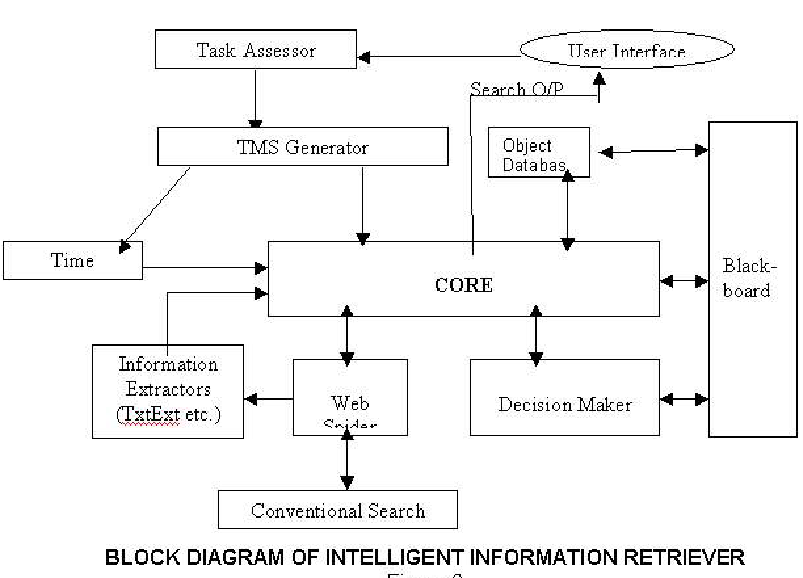 Task Assessor
User Interface
Search O/P
TMS Generator
Object
Databas
Time
CORE
Black-
board
Information
Extractors
(TxtExt etc.)
Web
Decision Maker
Conventional Search
BLOCK DIAGRAM OF INTELLIGENT INFORMATION RETRIEVER